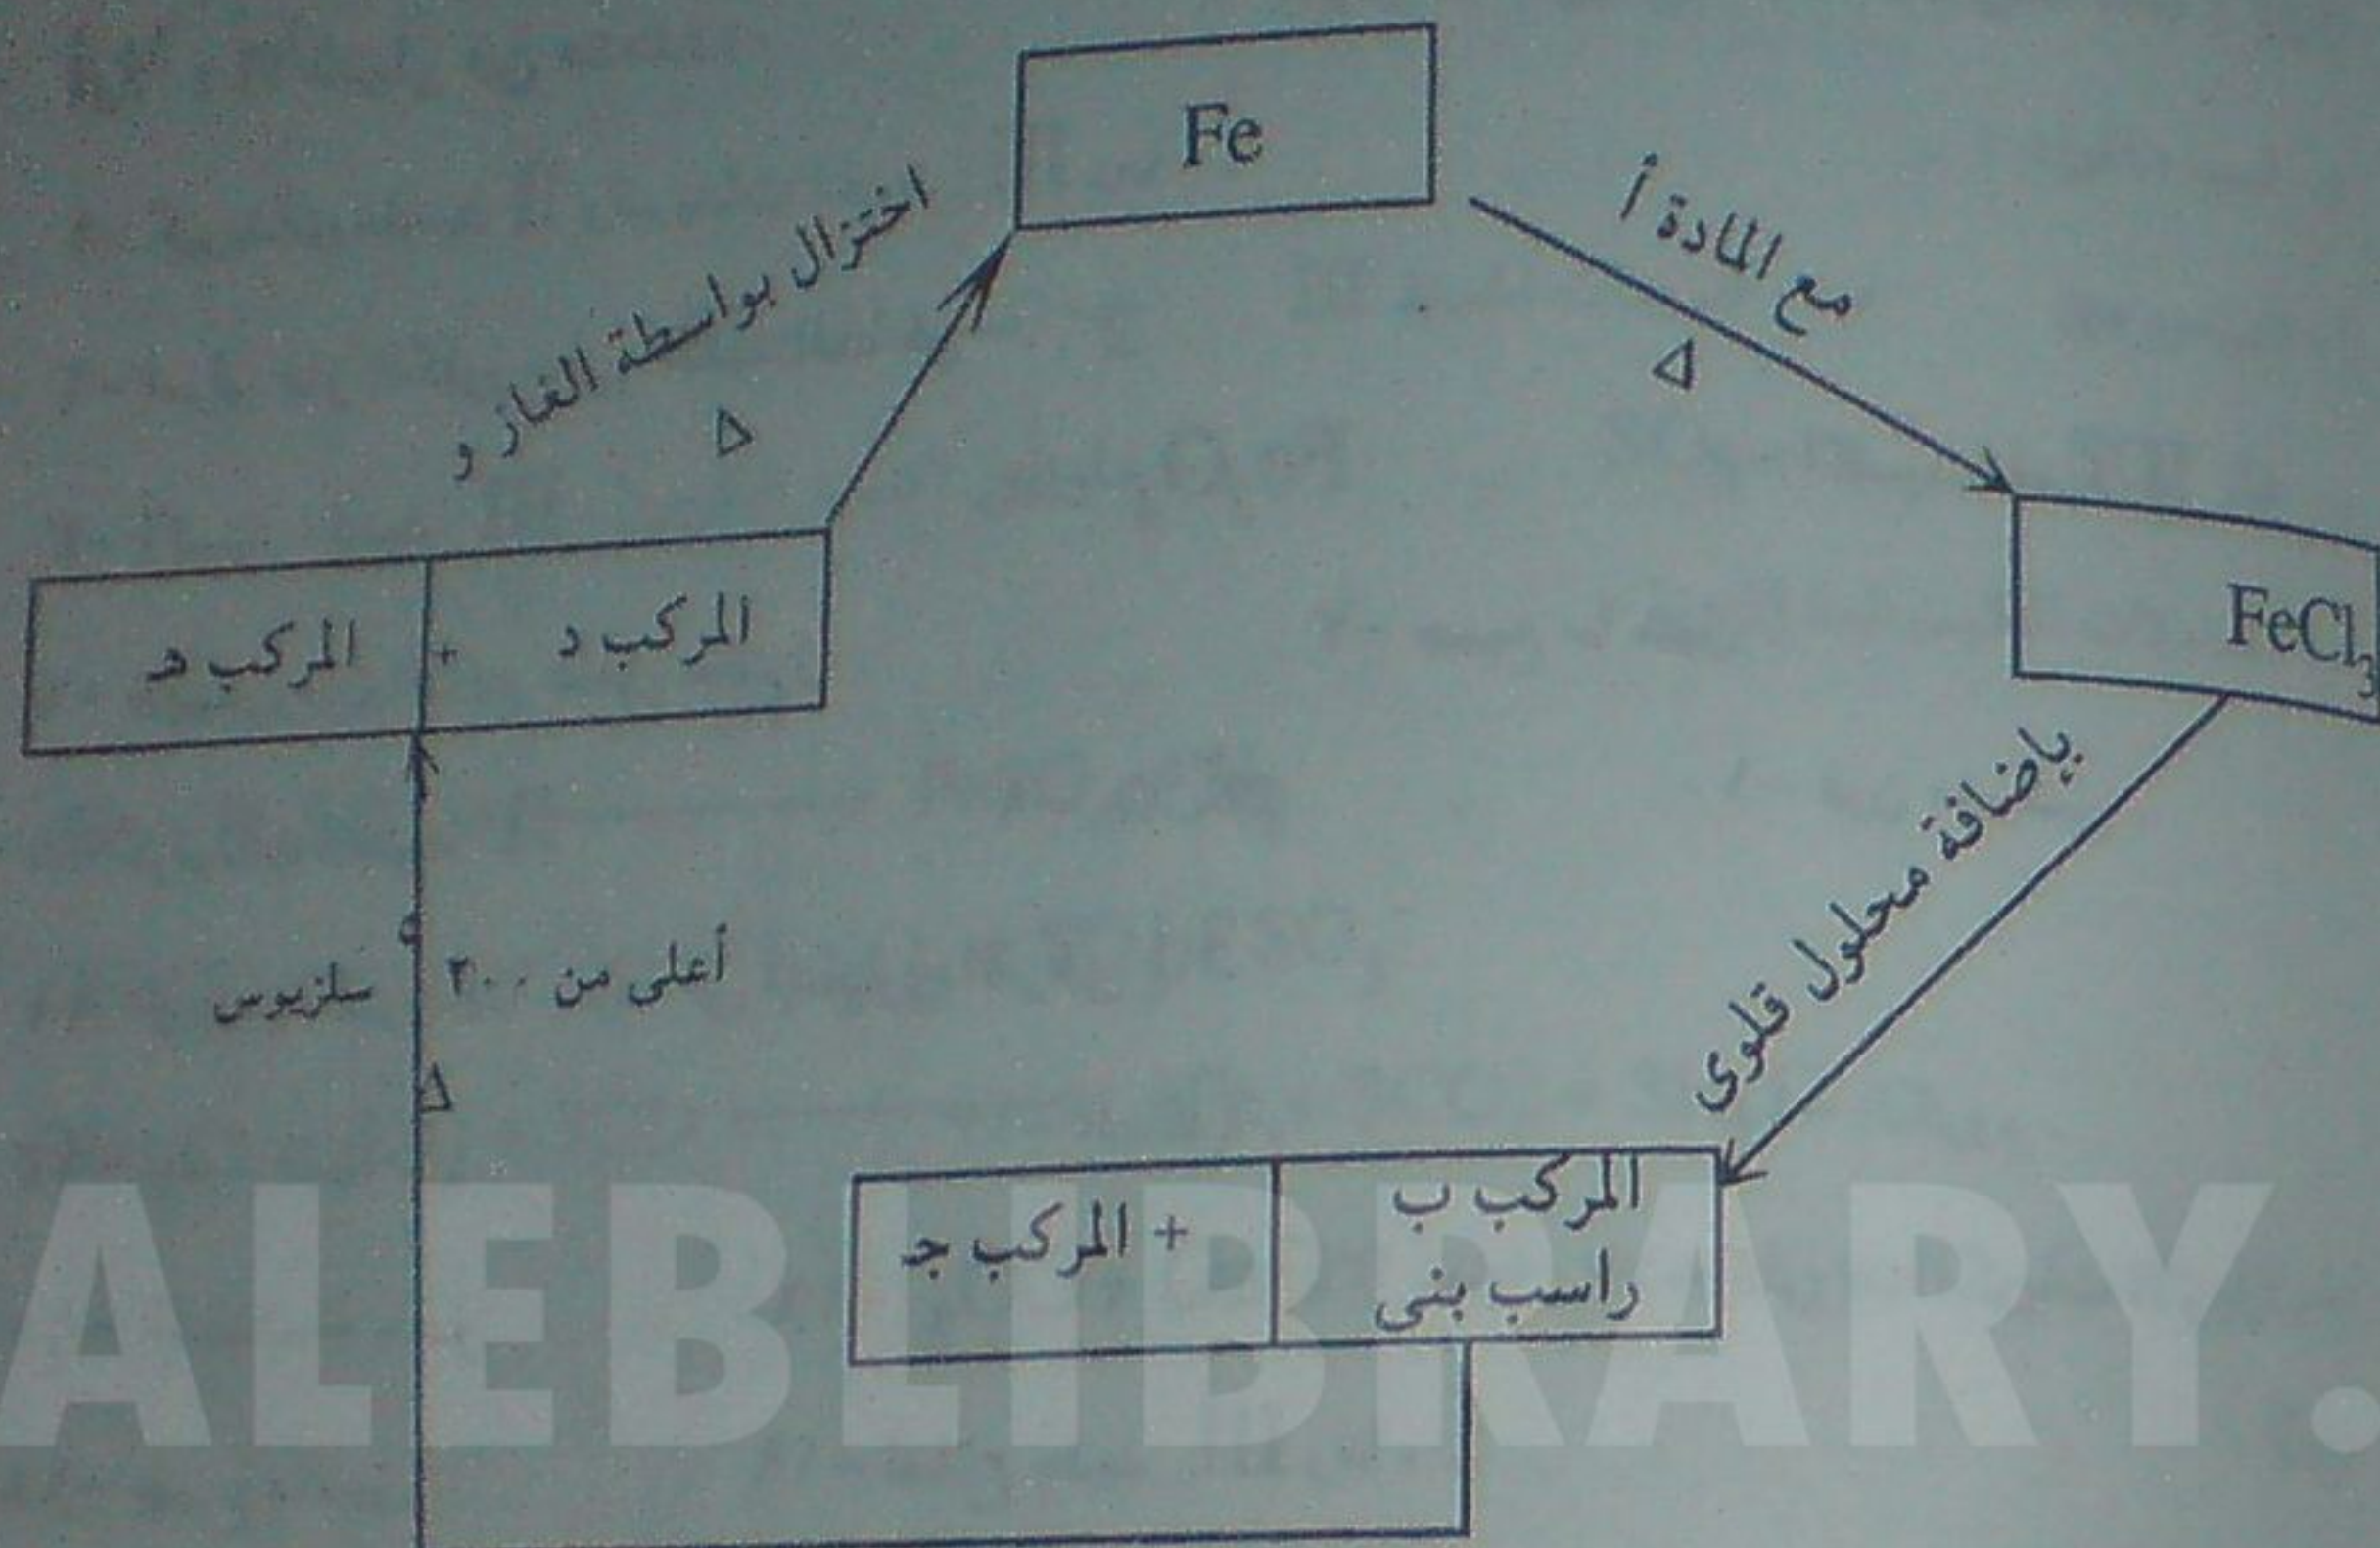 Fe
مع المادة أ
Δ
اختزال بواسطة الغاز و
Δ
FeCl₃
المركب د + المركب هـ
بإضافة محلول قلوى
أعلى من ٢٠٠ ْ سلزيوس
Δ
المركب ب + المركب جـ
راسب بنى
ALEBLIBRARY.